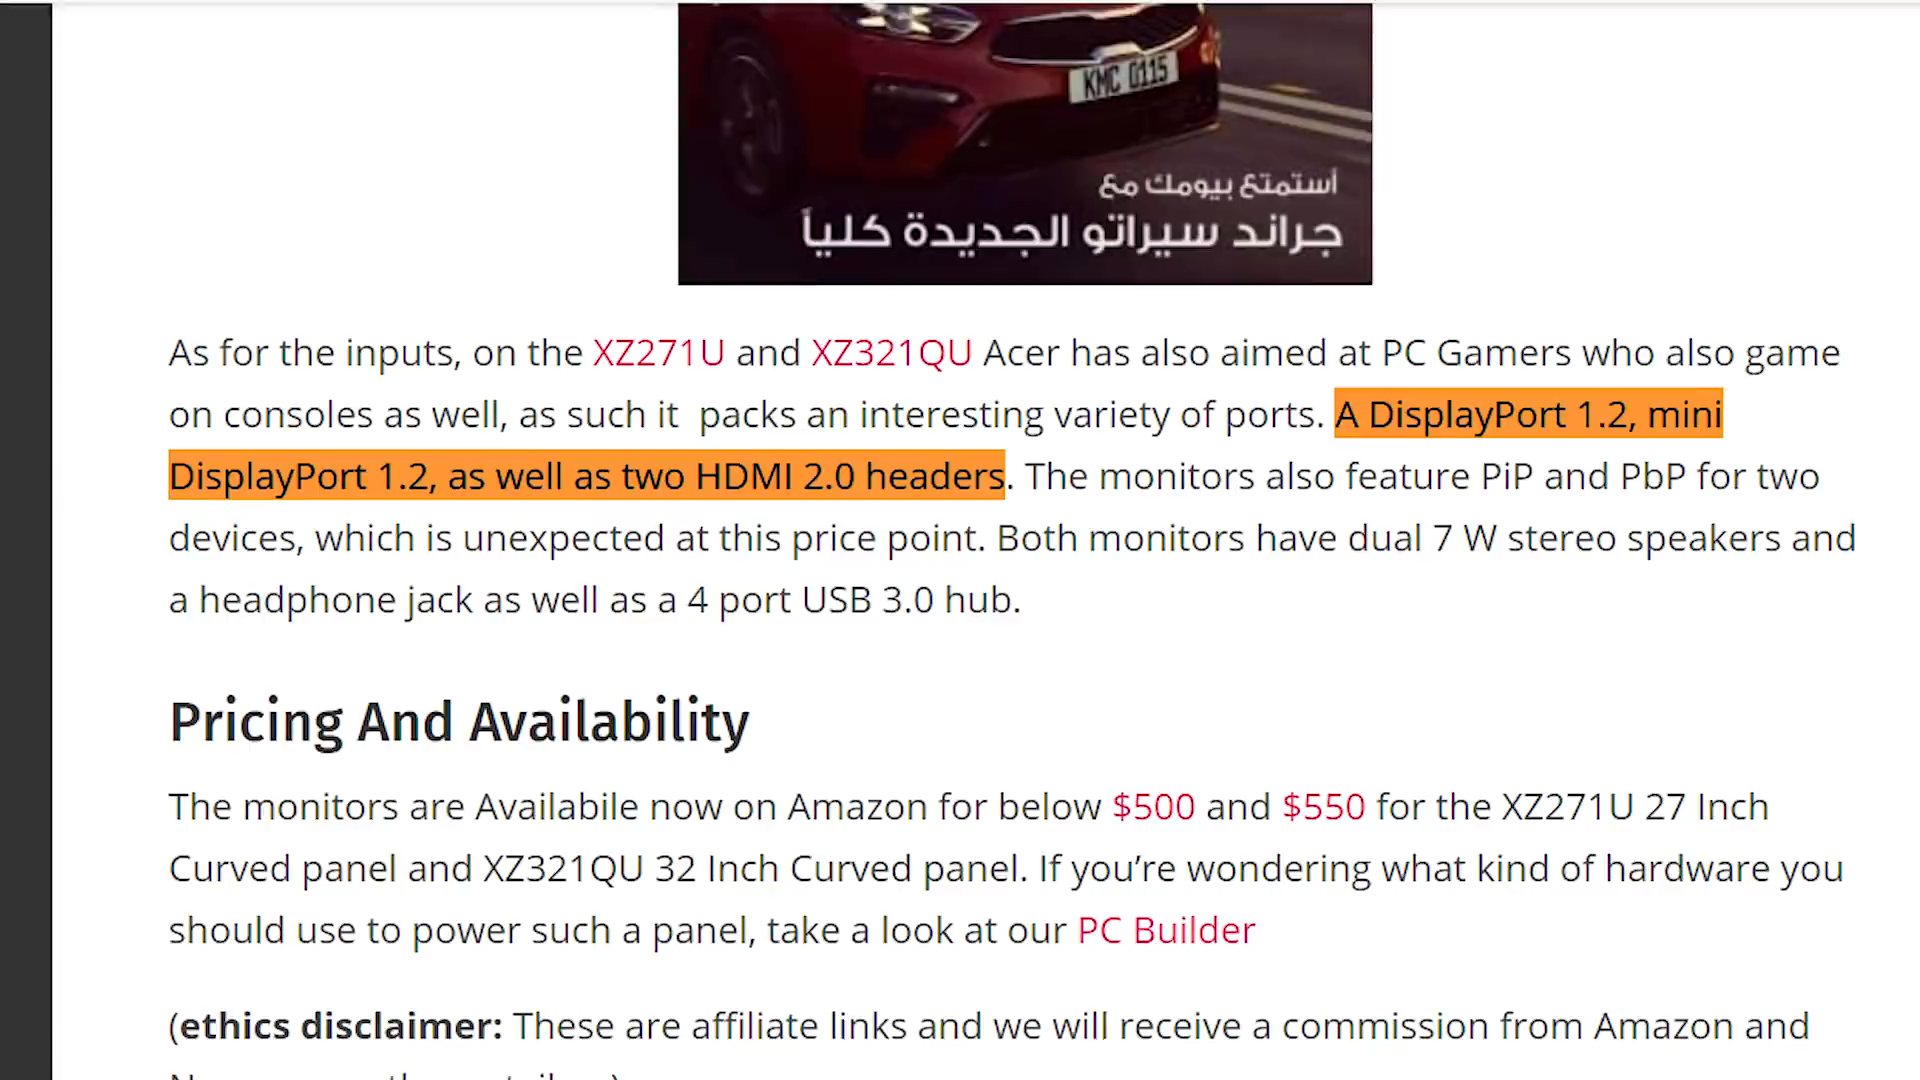 KMC 0115
أستمتع بيومك مع
جراند سيراتو الجديدة كلياً
As for the inputs, on the XZ271U and XZ321QU Acer has also aimed at PC Gamers who also game
on consoles as well, as such it packs an interesting variety of ports. A DisplayPort 1.2, mini
DisplayPort 1.2, as well as two HDMI 2.0 headers. The monitors also feature PiP and PbP for two
devices, which is unexpected at this price point. Both monitors have dual 7 W stereo speakers and
a headphone jack as well as a 4 port USB 3.0 hub.
Pricing And Availability
The monitors are Availabile now on Amazon for below $500 and $550 for the XZ271U 27 Inch
Curved panel and XZ321QU 32 Inch Curved panel. If you’re wondering what kind of hardware you
should use to power such a panel, take a look at our PC Builder
(ethics disclaimer: These are affiliate links and we will receive a commission from Amazon and